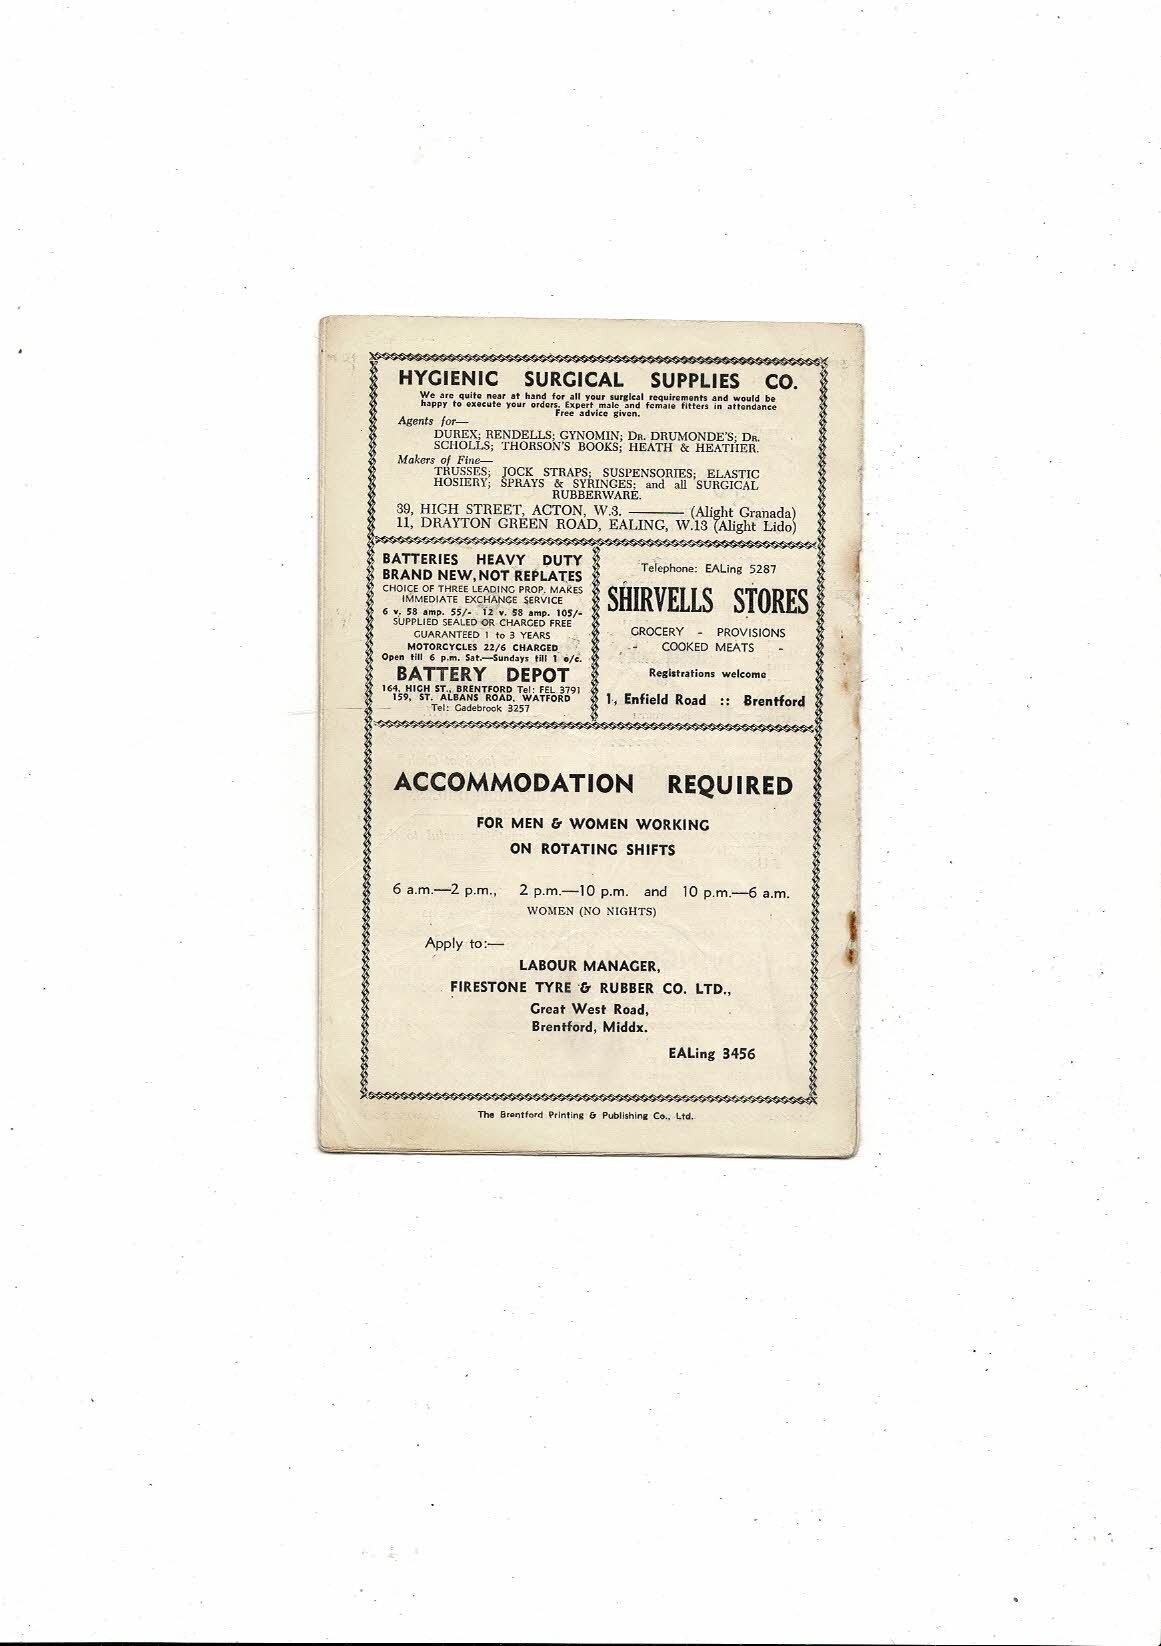 HYGIENIC SURGICAL SUPPLIES CO.
We are quite near at hand for all your surgical requirements and would be
happy to execute your orders. Expert male and female fitters in attendance
Free advice given.
Agents for—
DUREX; RENDELLS; GYNOMIN; DR. DRUMONDE'S; DR.
SCHOLLS; THORSON'S BOOKS; HEATH & HEATHER.
Makers of Fine—
TRUSSES; JOCK STRAPS; SUSPENSORIES; ELASTIC
HOSIERY; SPRAYS & SYRINGES; and all SURGICAL
RUBBERWARE.
39, HIGH STREET, ACTON, W.3. ——— (Alight Granada)
11, DRAYTON GREEN ROAD, EALING, W.13 (Alight Lido)
BATTERIES HEAVY DUTY
BRAND NEW, NOT REPLATES
CHOICE OF THREE LEADING PROP. MAKES
IMMEDIATE EXCHANGE SERVICE
6 v. 58 amp. 55/- 12 v. 58 amp. 105/-
SUPPLIED SEALED OR CHARGED FREE
GUARANTEED 1 to 3 YEARS
MOTORCYCLES 22/6 CHARGED
Open till 6 p.m. Sat.—Sundays till 1 o/c.
BATTERY DEPOT
164, HIGH ST., BRENTFORD Tel: FEL 3791
159, ST. ALBANS ROAD, WATFORD
Tel: Gadebrook 3257
Telephone: EALing 5287
SHIRVELLS STORES
GROCERY - PROVISIONS
- COOKED MEATS -
Registrations welcome
1, Enfield Road :: Brentford
ACCOMMODATION REQUIRED
FOR MEN & WOMEN WORKING
ON ROTATING SHIFTS
6 a.m.—2 p.m., 2 p.m.—10 p.m. and 10 p.m.—6 a.m.
WOMEN (NO NIGHTS)
Apply to:—
LABOUR MANAGER,
FIRESTONE TYRE & RUBBER CO. LTD.,
Great West Road,
Brentford, Middx.
EALing 3456
The Brentford Printing & Publishing Co., Ltd.